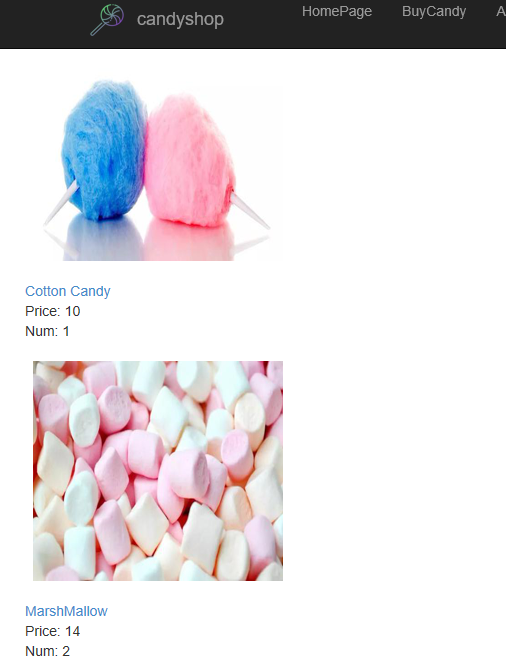 candyshop HomePage BuyCandy A
Cotton Candy
Price: 10
Num: 1
MarshMallow
Price: 14
Num: 2